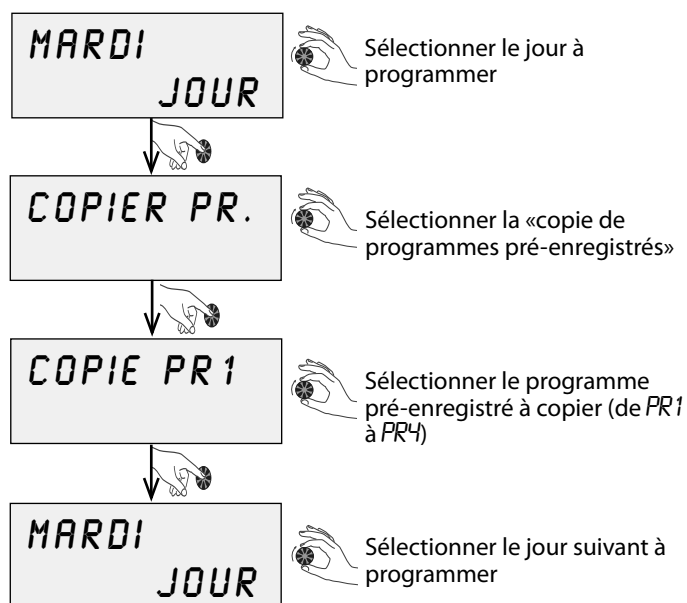 MARDI
JOUR
Sélectionner le jour à
programmer
COPIER PR.
Sélectionner la «copie de
programmes pré-enregistrés»
COPIE PR1
Sélectionner le programme
pré-enregistré à copier (de PR1
à PR4)
MARDI
JOUR
Sélectionner le jour suivant à
programmer